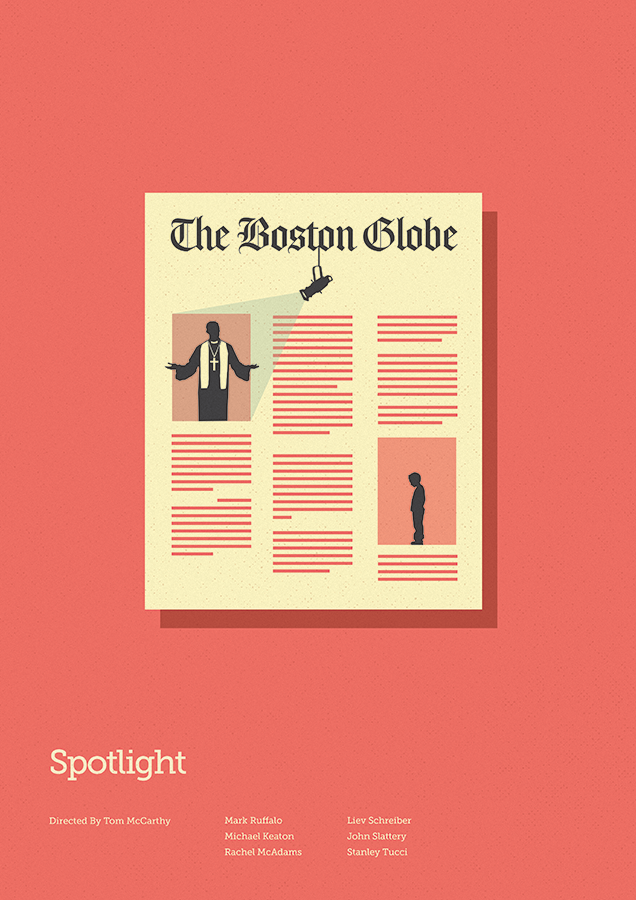 The Boston Globe
Spotlight
Directed By Tom McCarthy
Mark Ruffalo
Michael Keaton
Rachel McAdams
Liev Schreiber
John Slattery
Stanley Tucci